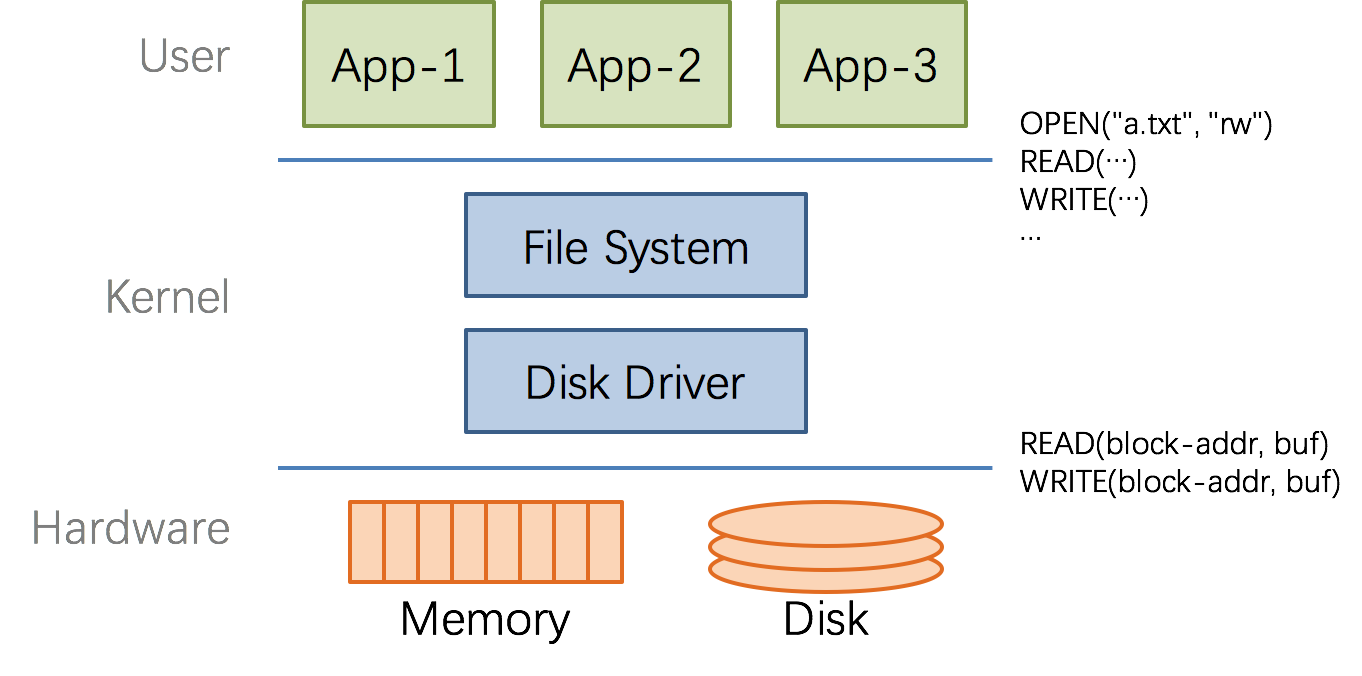 User
App-1 App-2 App-3
OPEN("a.txt", "rw")
READ(···)
WRITE(···)
...
File System
Kernel
Disk Driver
READ(block-addr, buf)
WRITE(block-addr, buf)
Hardware
Memory Disk